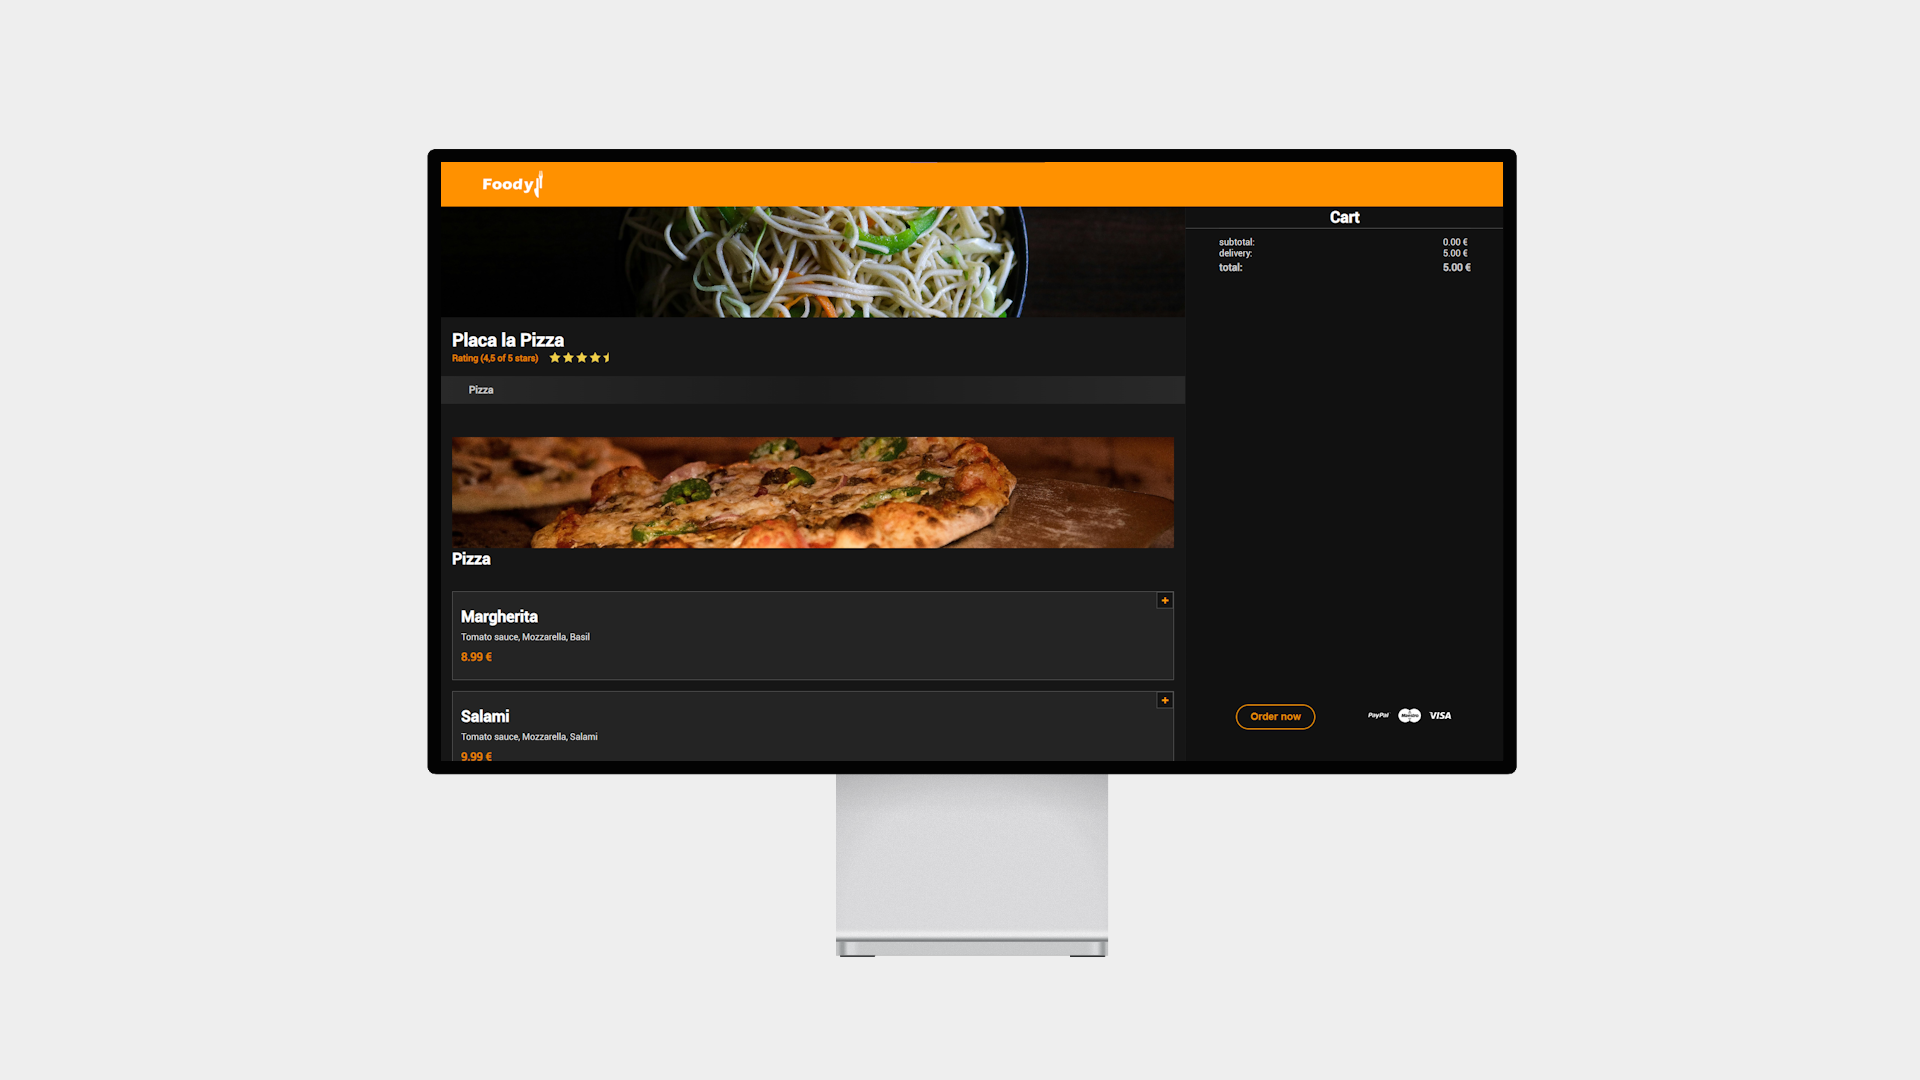 Foody
Cart
subtotal: 0.00 €
delivery: 5.00 €
total: 5.00 €
Placa la Pizza
Rating (4,5 of 5 stars)
Pizza
Pizza
+
Margherita
Tomato sauce, Mozzarella, Basil
8.99 €
+
Salami
Tomato sauce, Mozzarella, Salami
9.99 €
Order now
PayPal Maestro VISA